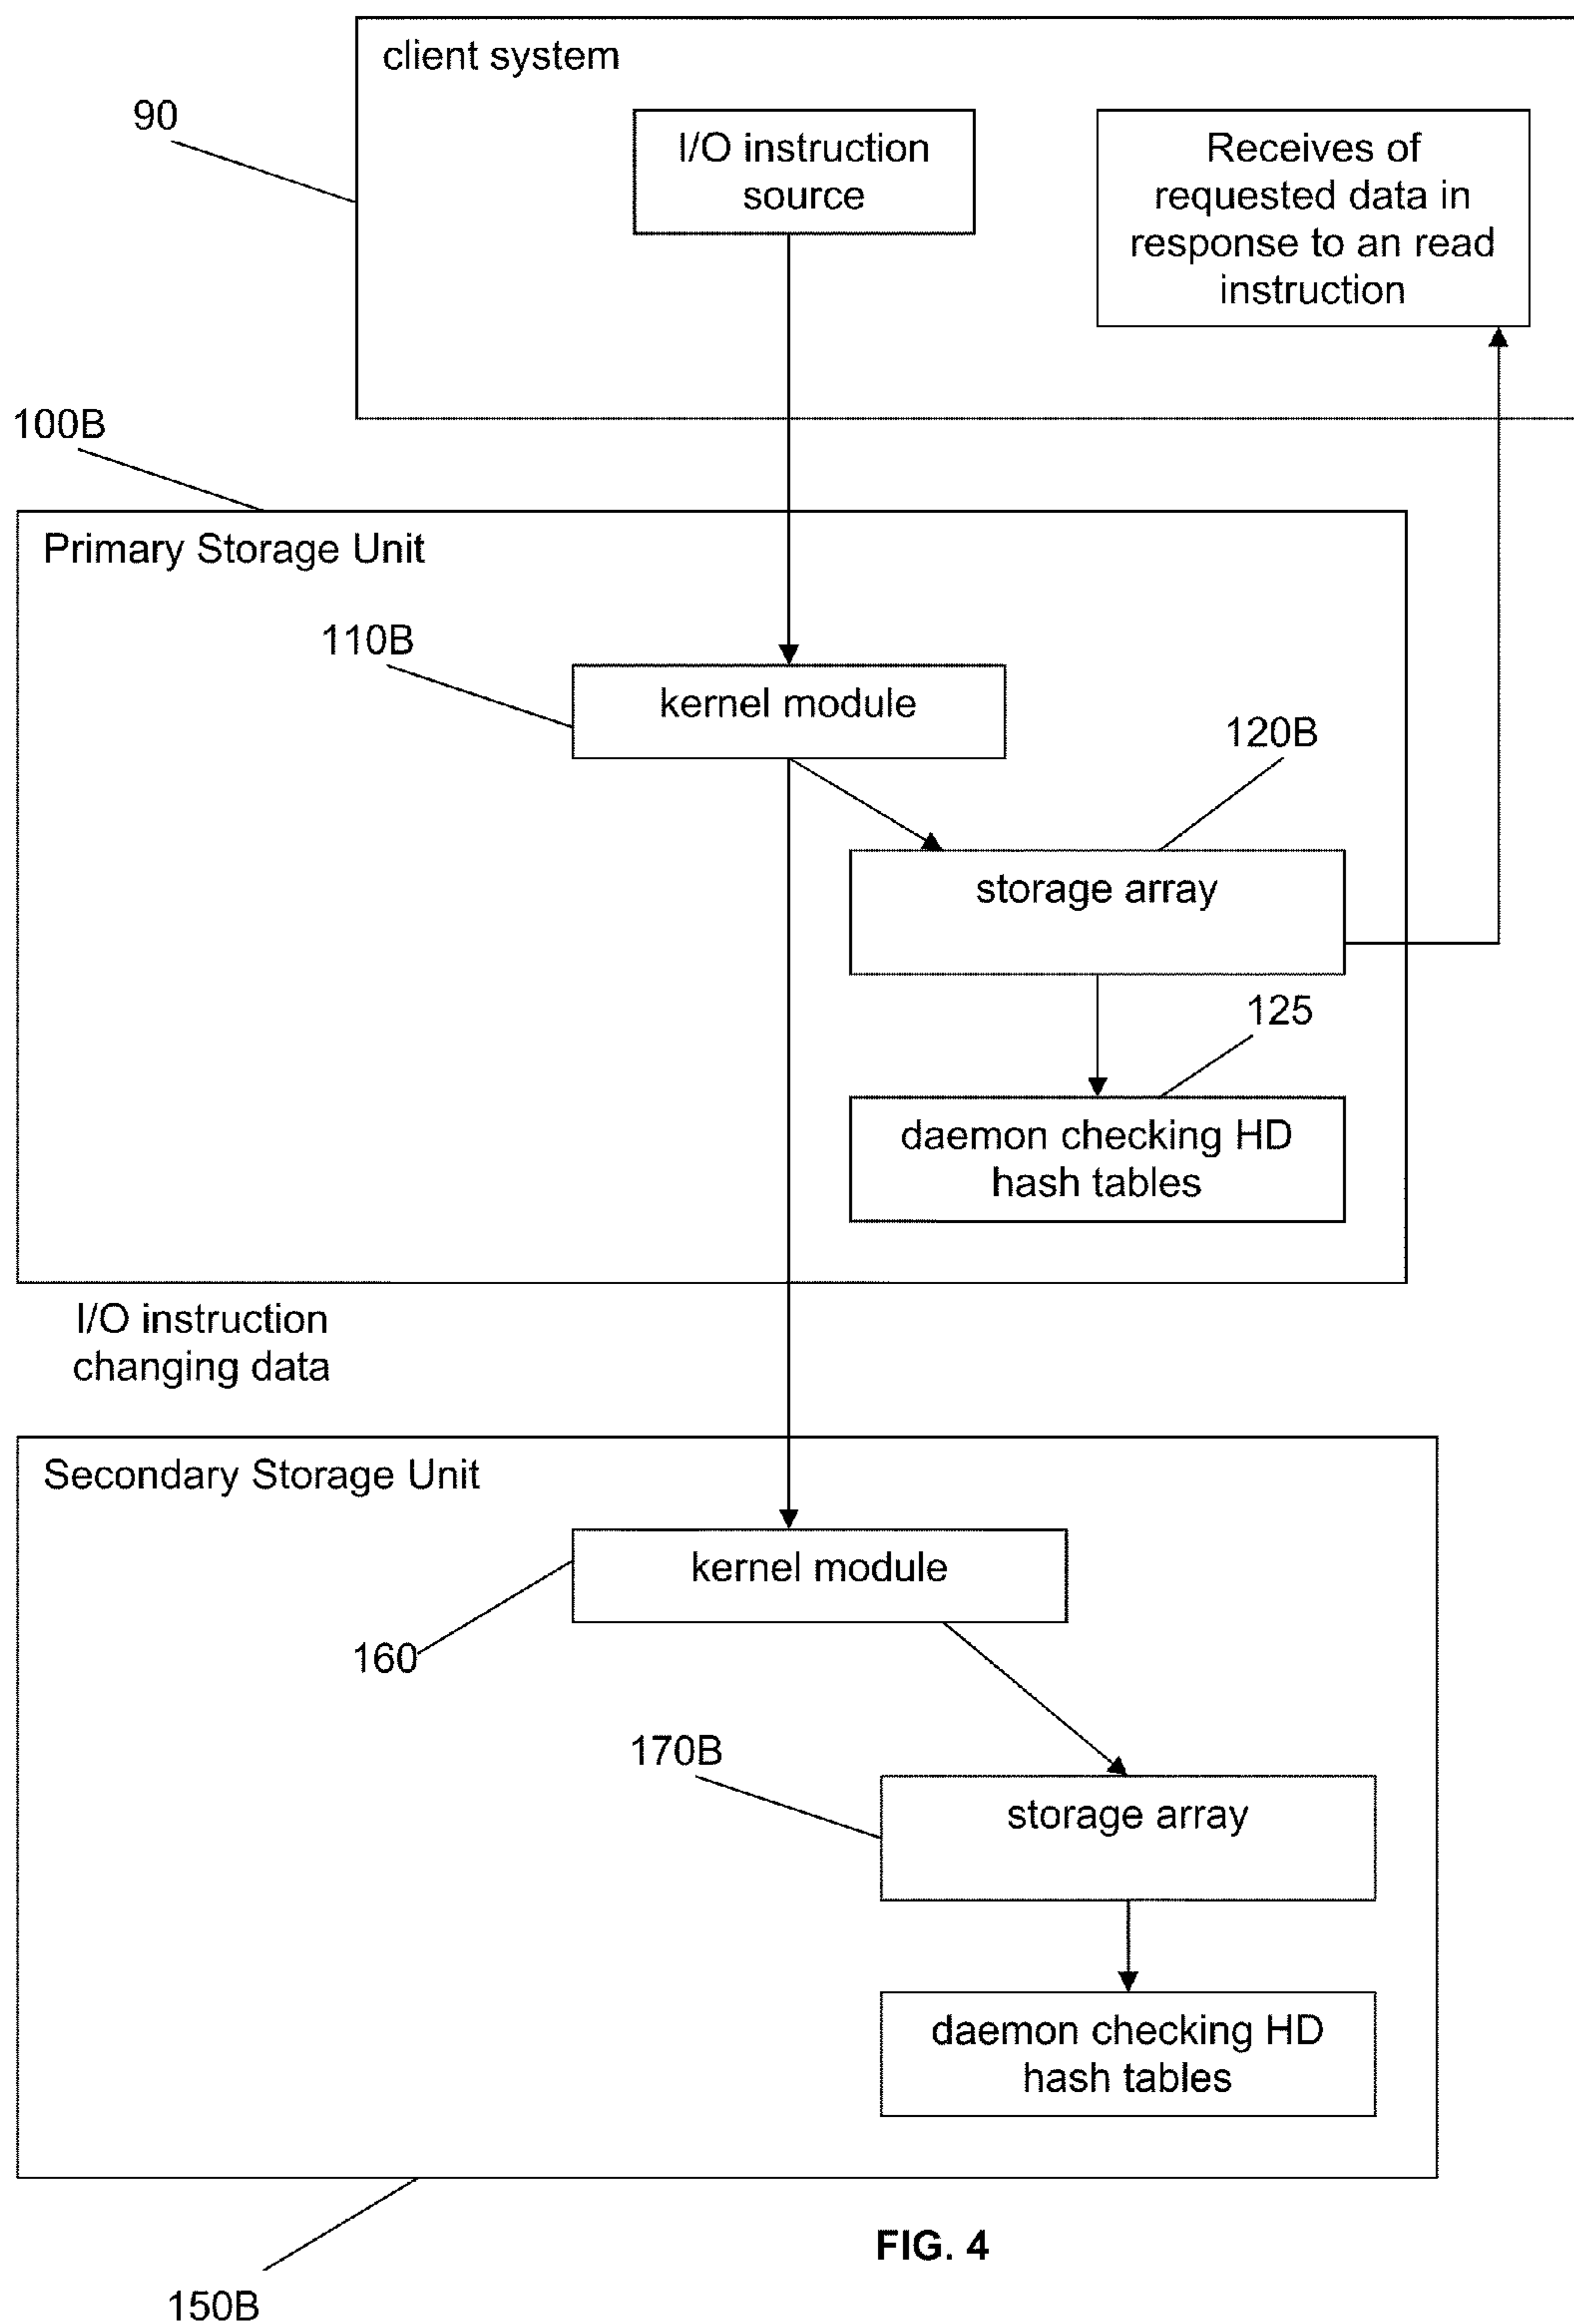 client system
90
I/O instruction
source
Receives of
requested data in
response to an read
instruction
100B
Primary Storage Unit
110B
kernel module
120B
storage array
125
daemon checking HD
hash tables
I/O instruction
changing data
Secondary Storage Unit
kernel module
160
170B
storage array
daemon checking HD
hash tables
FIG. 4
150B